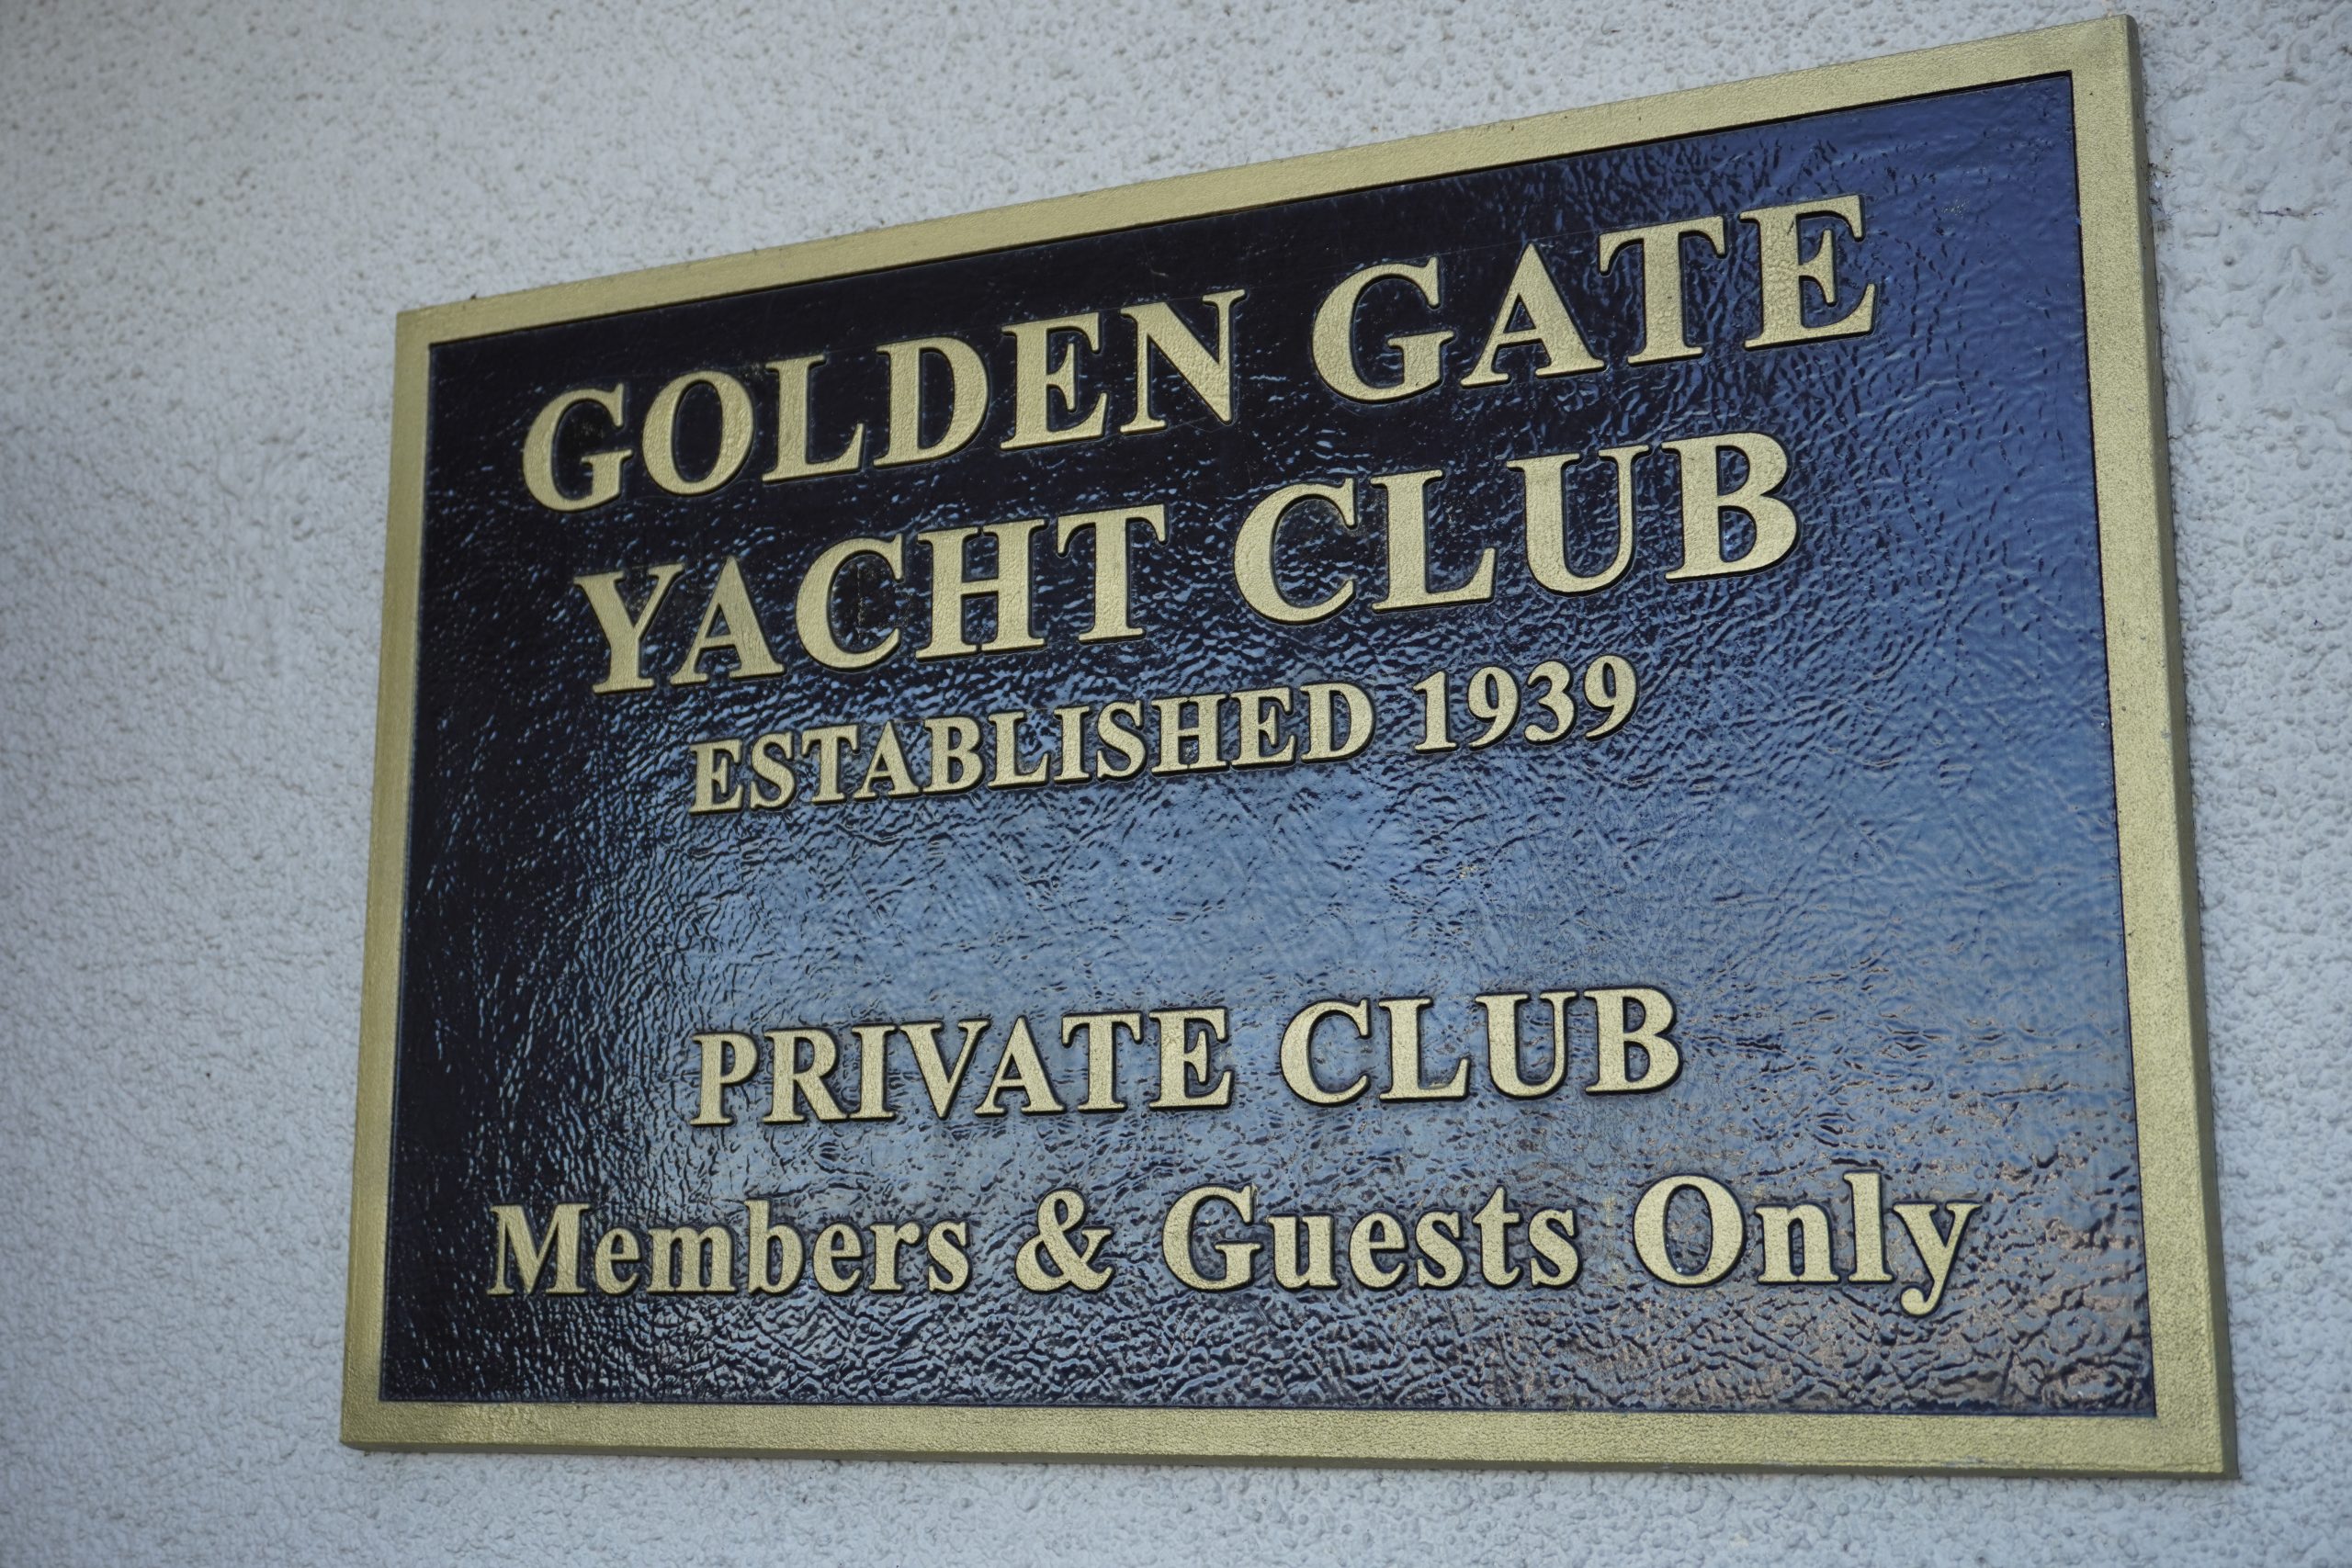 GOLDEN GATE
YACHT CLUB
ESTABLISHED 1939
PRIVATE CLUB
Members & Guests Only